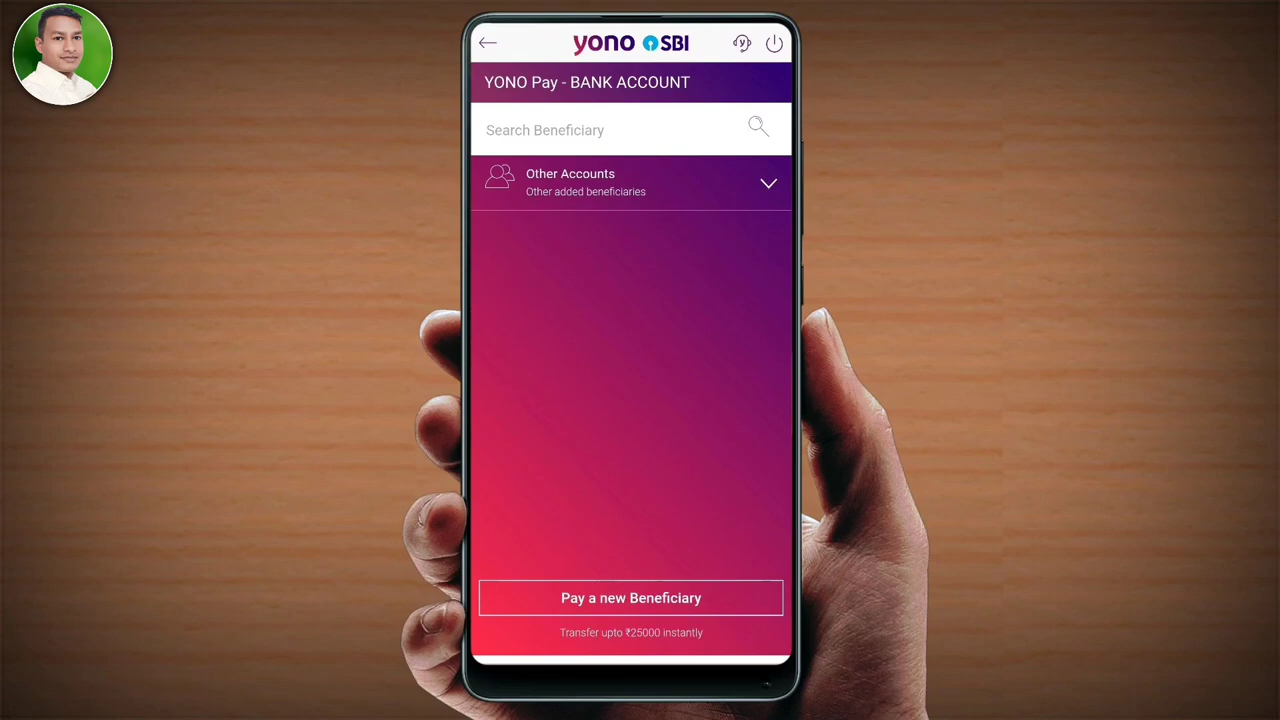 yono SBI
YONO Pay - BANK ACCOUNT
Search Beneficiary
Other Accounts
Other added beneficiaries
Pay a new Beneficiary
Transfer upto ₹25000 instantly